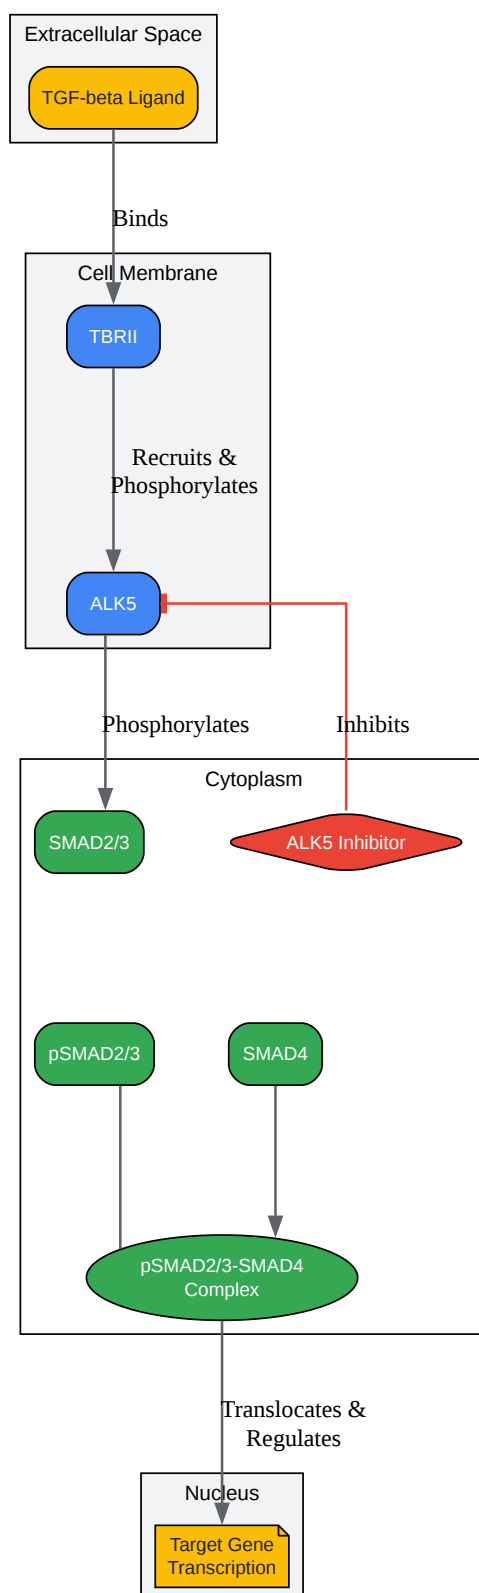 Extracellular Space
TGF-beta Ligand
Binds
Cell Membrane
TBRII
Recruits &
Phosphorylates
ALK5
Phosphorylates
Inhibits
Cytoplasm
SMAD2/3
ALK5 Inhibitor
pSMAD2/3
SMAD4
pSMAD2/3-SMAD4
Complex
Translocates &
Regulates
Nucleus
Target Gene
Transcription